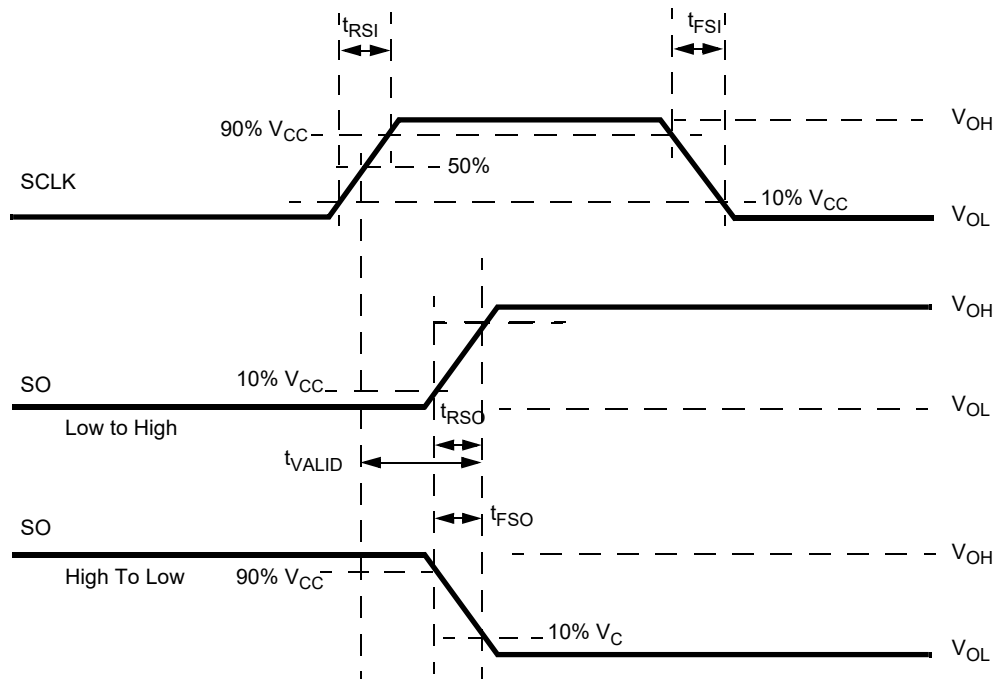 tRSI
tFSI
90% VCC
VOH
50%
SCLK
10% VCC
VOL
VOH
SO
10% VCC
tRSO
VOL
Low to High
tVALID
SO
tFSO
VOH
High To Low
90% VCC
10% VC
VOL